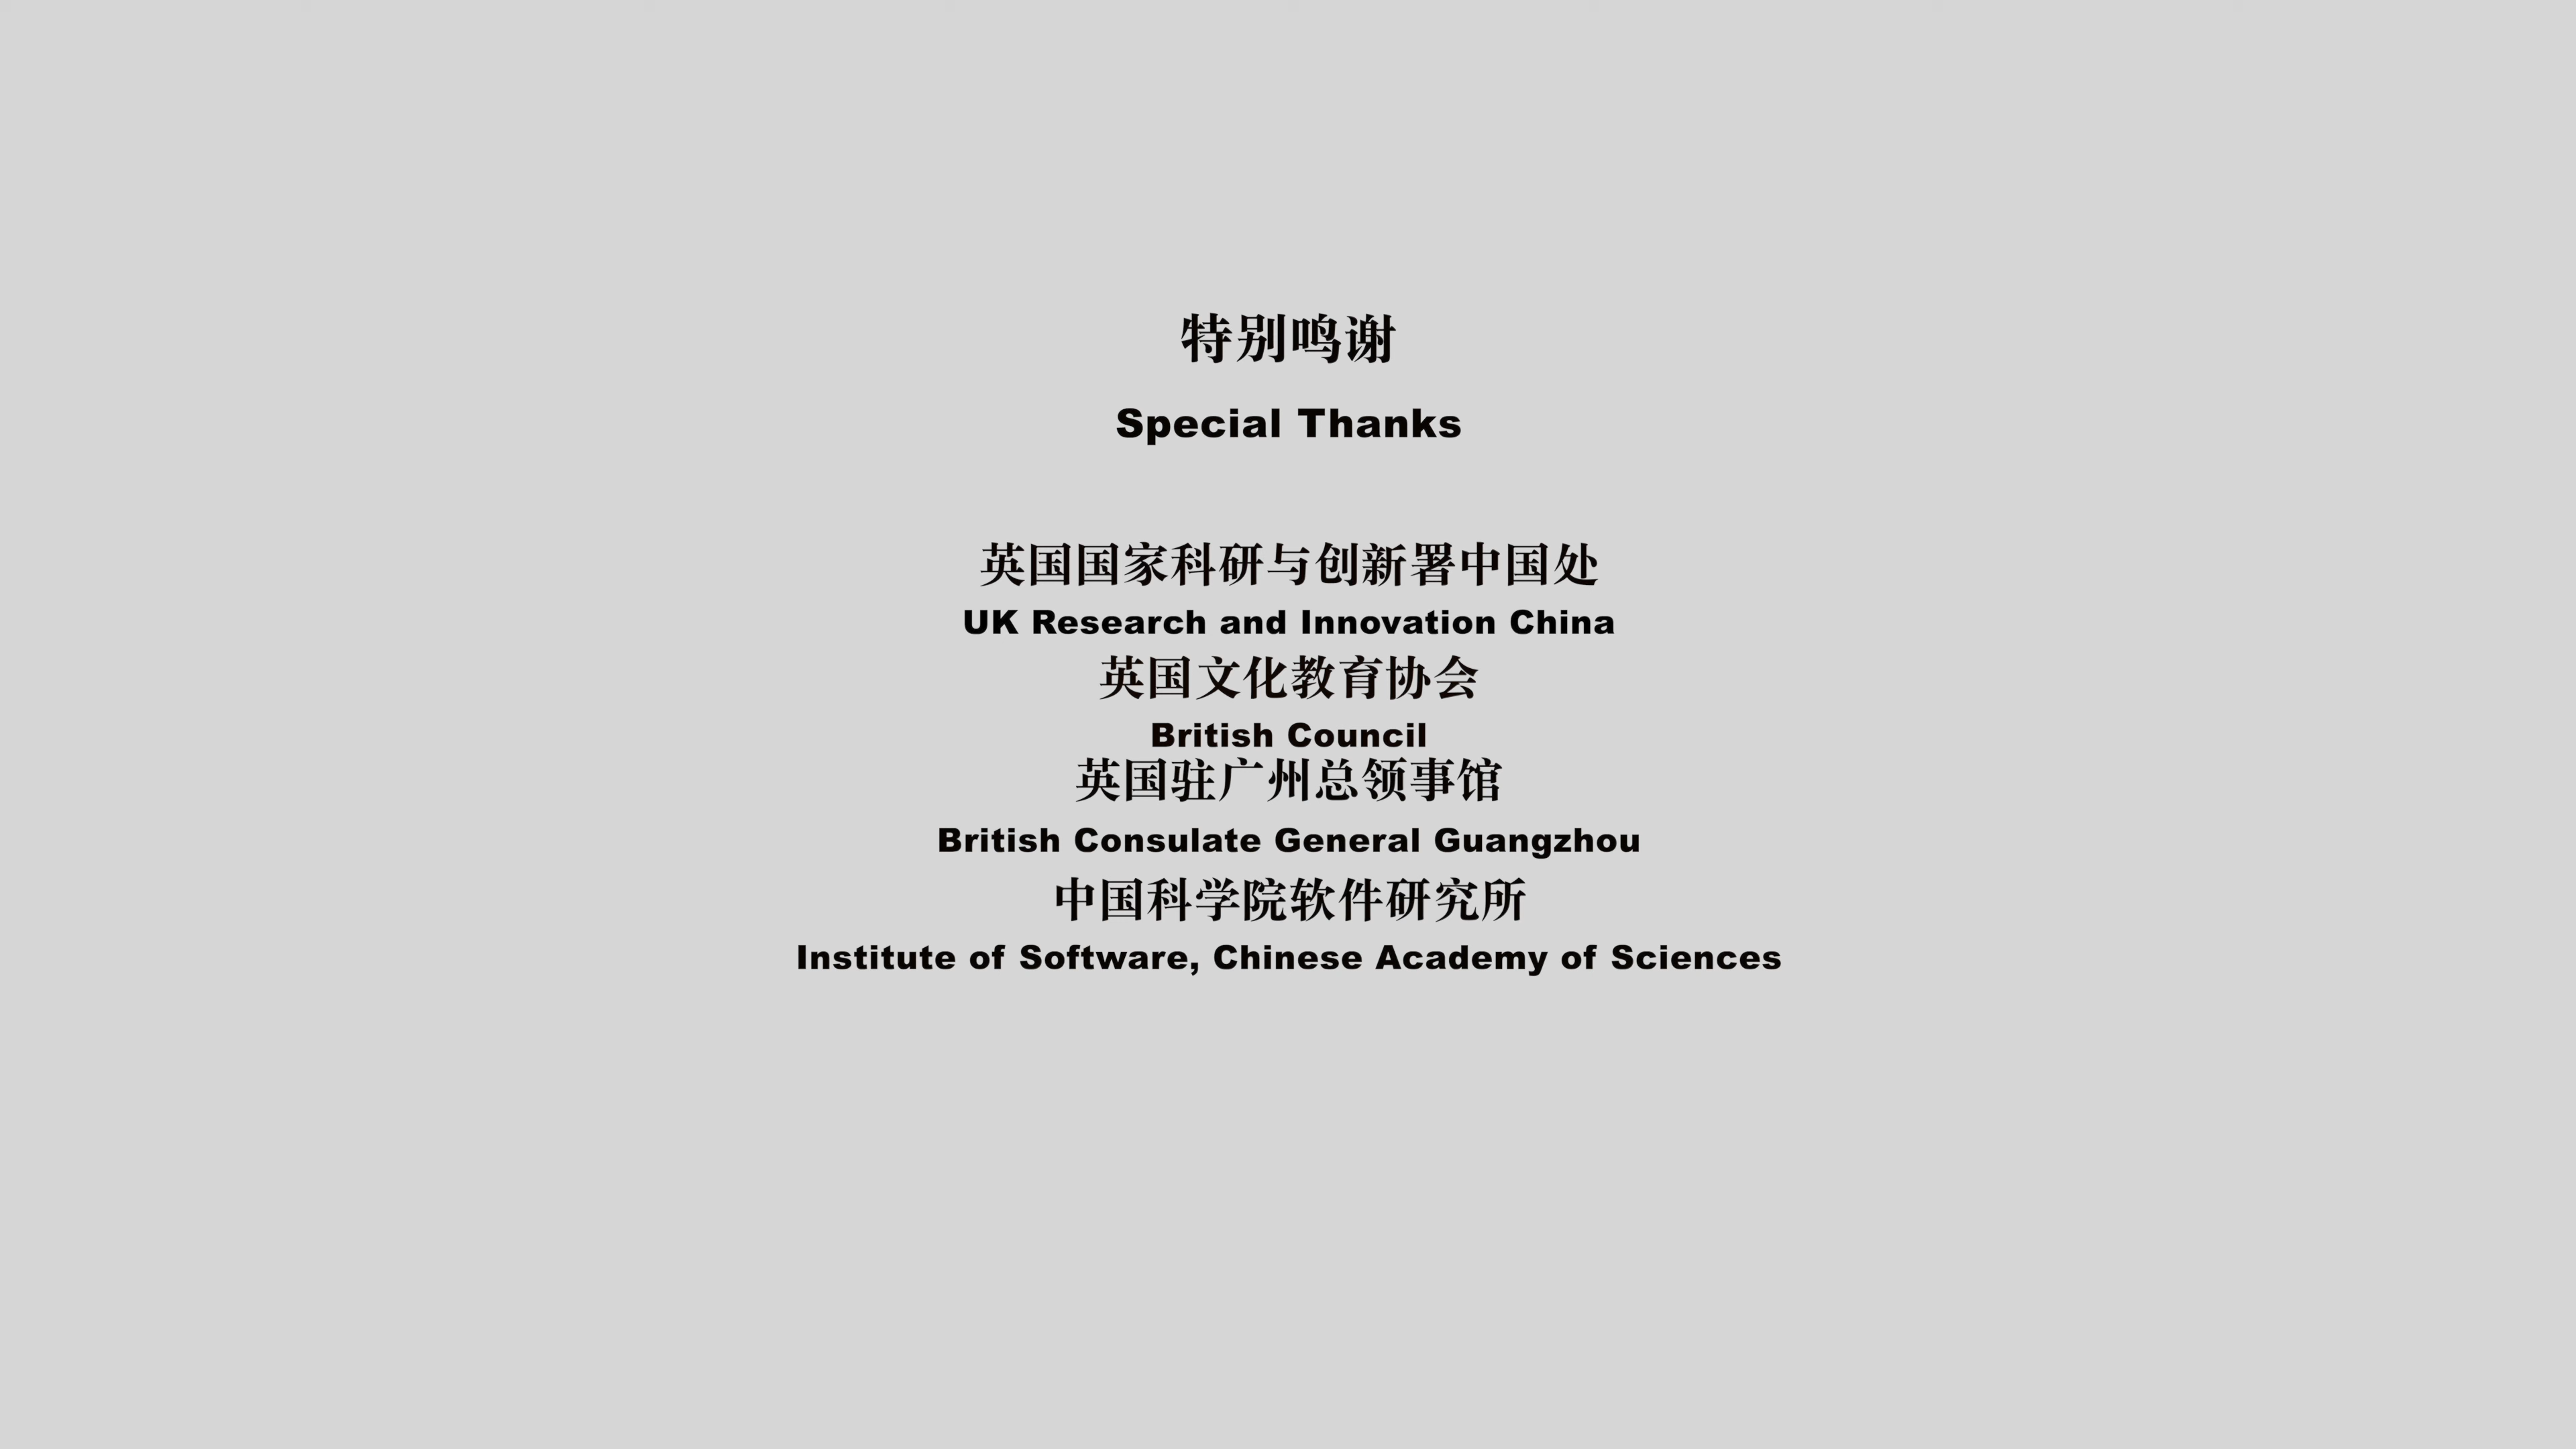 特别鸣谢
Special Thanks
英国国家科研与创新署中国处
UK Research and Innovation China
英国文化教育协会
British Council
英国驻广州总领事馆
British Consulate General Guangzhou
中国科学院软件研究所
Institute of Software, Chinese Academy of Sciences